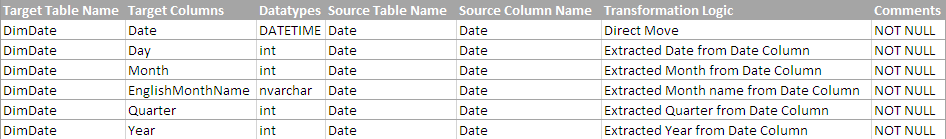 Target Table Name Target Columns Datatypes Source Table Name Source Column Name Transformation Logic Comments
DimDate Date DATETIME Date Date Direct Move NOT NULL
DimDate Day int Date Date Extracted Date from Date Column NOT NULL
DimDate Month int Date Date Extracted Month from Date Column NOT NULL
DimDate EnglishMonthName nvarchar Date Date Extracted Month name from Date Column NOT NULL
DimDate Quarter int Date Date Extracted Quarter from Date Column NOT NULL
DimDate Year int Date Date Extracted Year from Date Column NOT NULL